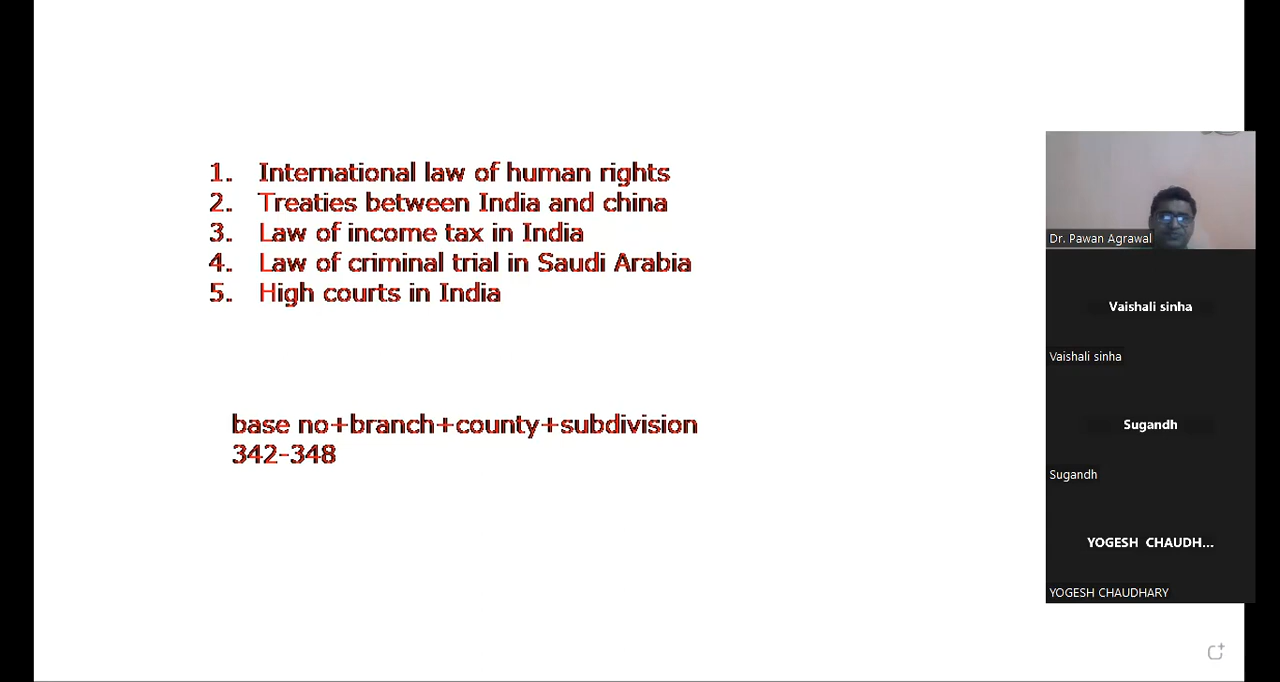 1. International law of human rights
2. Treaties between India and china
3. Law of income tax in India
4. Law of criminal trial in Saudi Arabia
5. High courts in India
base no+branch+county+subdivision
342-348
Dr. Pawan Agrawal
Vaishali sinha
Vaishali sinha
Sugandh
Sugandh
YOGESH CHAUDH...
YOGESH CHAUDHARY